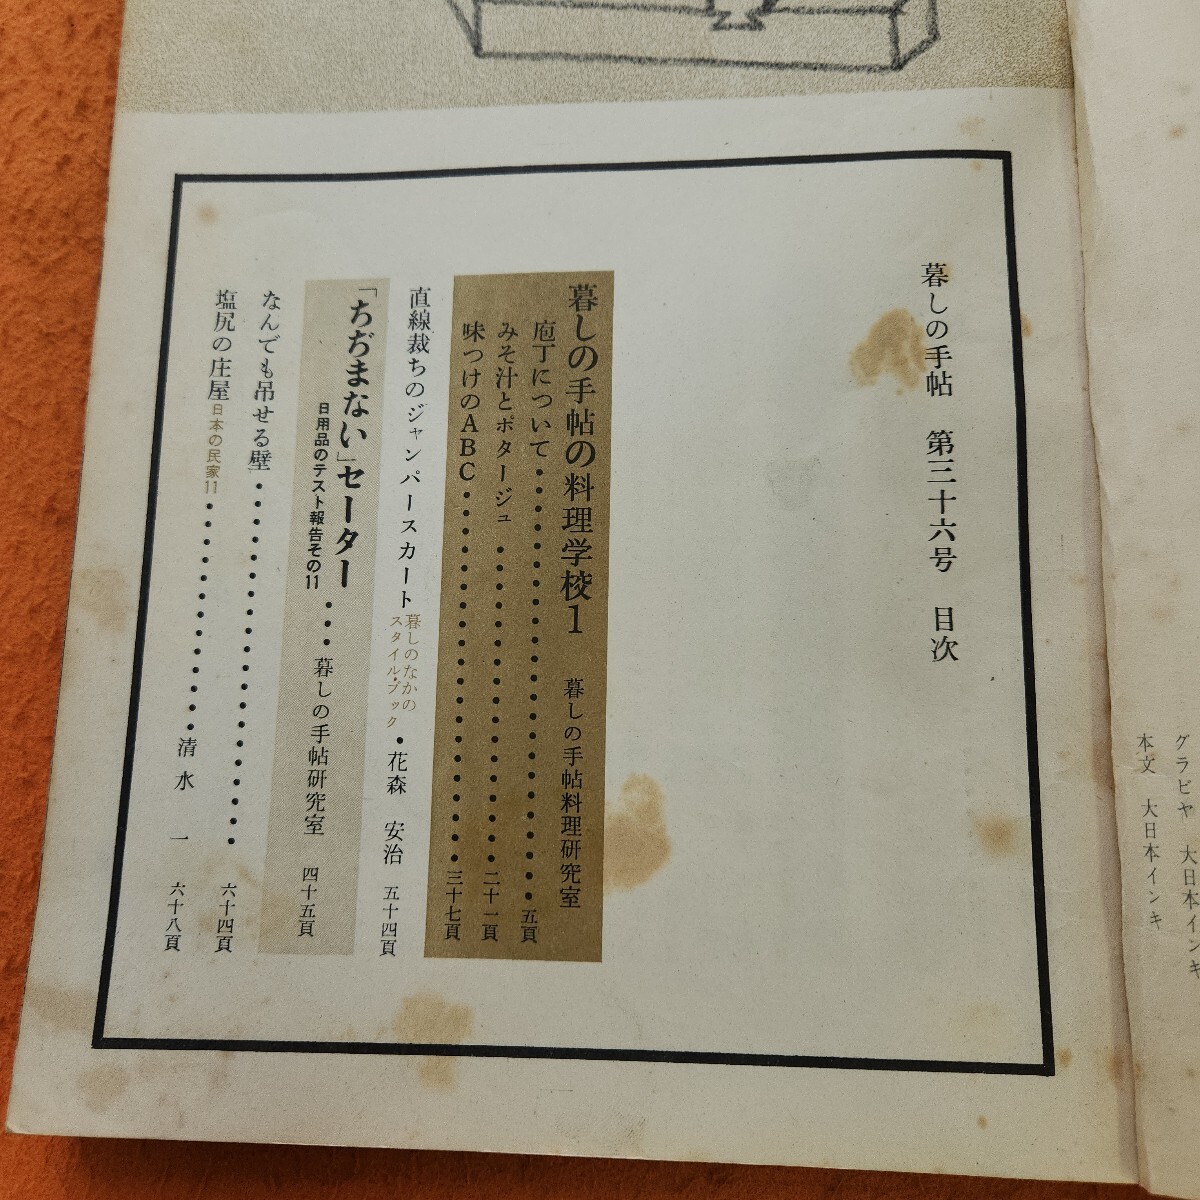 グラビヤ 大日本インキ
本文 大日本インキ
暮しの手帖 第三十六号 目次
暮しの手帖の料理学校1 暮しの手帖料理研究室
庖丁について・・・・・・・・・・・・・・・・・・・五頁
みそ汁とポタージュ・・・・・・・・・・・・・・二十一頁
味つけのABC・・・・・・・・・・・・・・・・・三十七頁
直線裁ちのジャンパースカート 暮しのなかのスタイル・ブック・花森 安治 五十四頁
「ちぢまない」セーター・・・暮しの手帖研究室 四十五頁
日用品のテスト報告その11
なんでも吊せる壁・・・・・・・・・・・・・・・・・・・・六十四頁
塩尻の庄屋 日本の民家11・・・・・・・・・・・・・清水 一 六十八頁